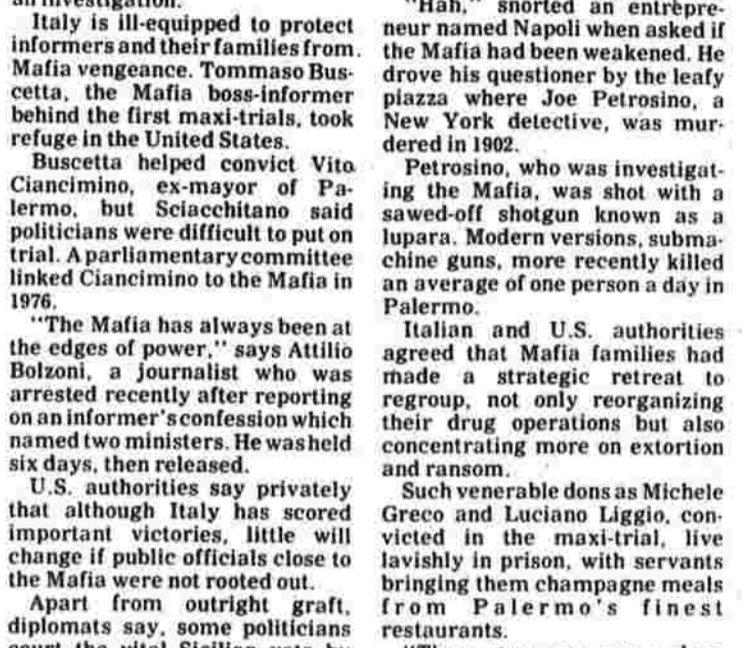 an investigation.
Italy is ill-equipped to protect
informers and their families from
Mafia vengeance. Tommaso Bus-
cetta, the Mafia boss-informer
behind the first maxi-trials, took
refuge in the United States.
Buscetta helped convict Vito
Ciancimino, ex-mayor of Pa-
lermo, but Sciacchitano said
politicians were difficult to put on
trial. A parliamentary committee
linked Ciancimino to the Mafia in
1976.
"The Mafia has always been at
the edges of power," says Attilio
Bolzoni, a journalist who was
arrested recently after reporting
on an informer's confession which
named two ministers. He was held
six days, then released.
U.S. authorities say privately
that although Italy has scored
important victories, little will
change if public officials close to
the Mafia were not rooted out.
Apart from outright graft,
diplomats say, some politicians
court the vital Sicilian vote by
"Hah," snorted an entrepre-
neur named Napoli when asked if
the Mafia had been weakened. He
drove his questioner by the leafy
piazza where Joe Petrosino, a
New York detective, was mur-
dered in 1902.
Petrosino, who was investigat-
ing the Mafia, was shot with a
sawed-off shotgun known as a
lupara. Modern versions, subma-
chine guns, more recently killed
an average of one person a day in
Palermo.
Italian and U.S. authorities
agreed that Mafia families had
made a strategic retreat to
regroup, not only reorganizing
their drug operations but also
concentrating more on extortion
and ransom.
Such venerable dons as Michele
Greco and Luciano Liggio, con-
victed in the maxi-trial, live
lavishly in prison, with servants
bringing them champagne meals
from Palermo's finest
restaurants.